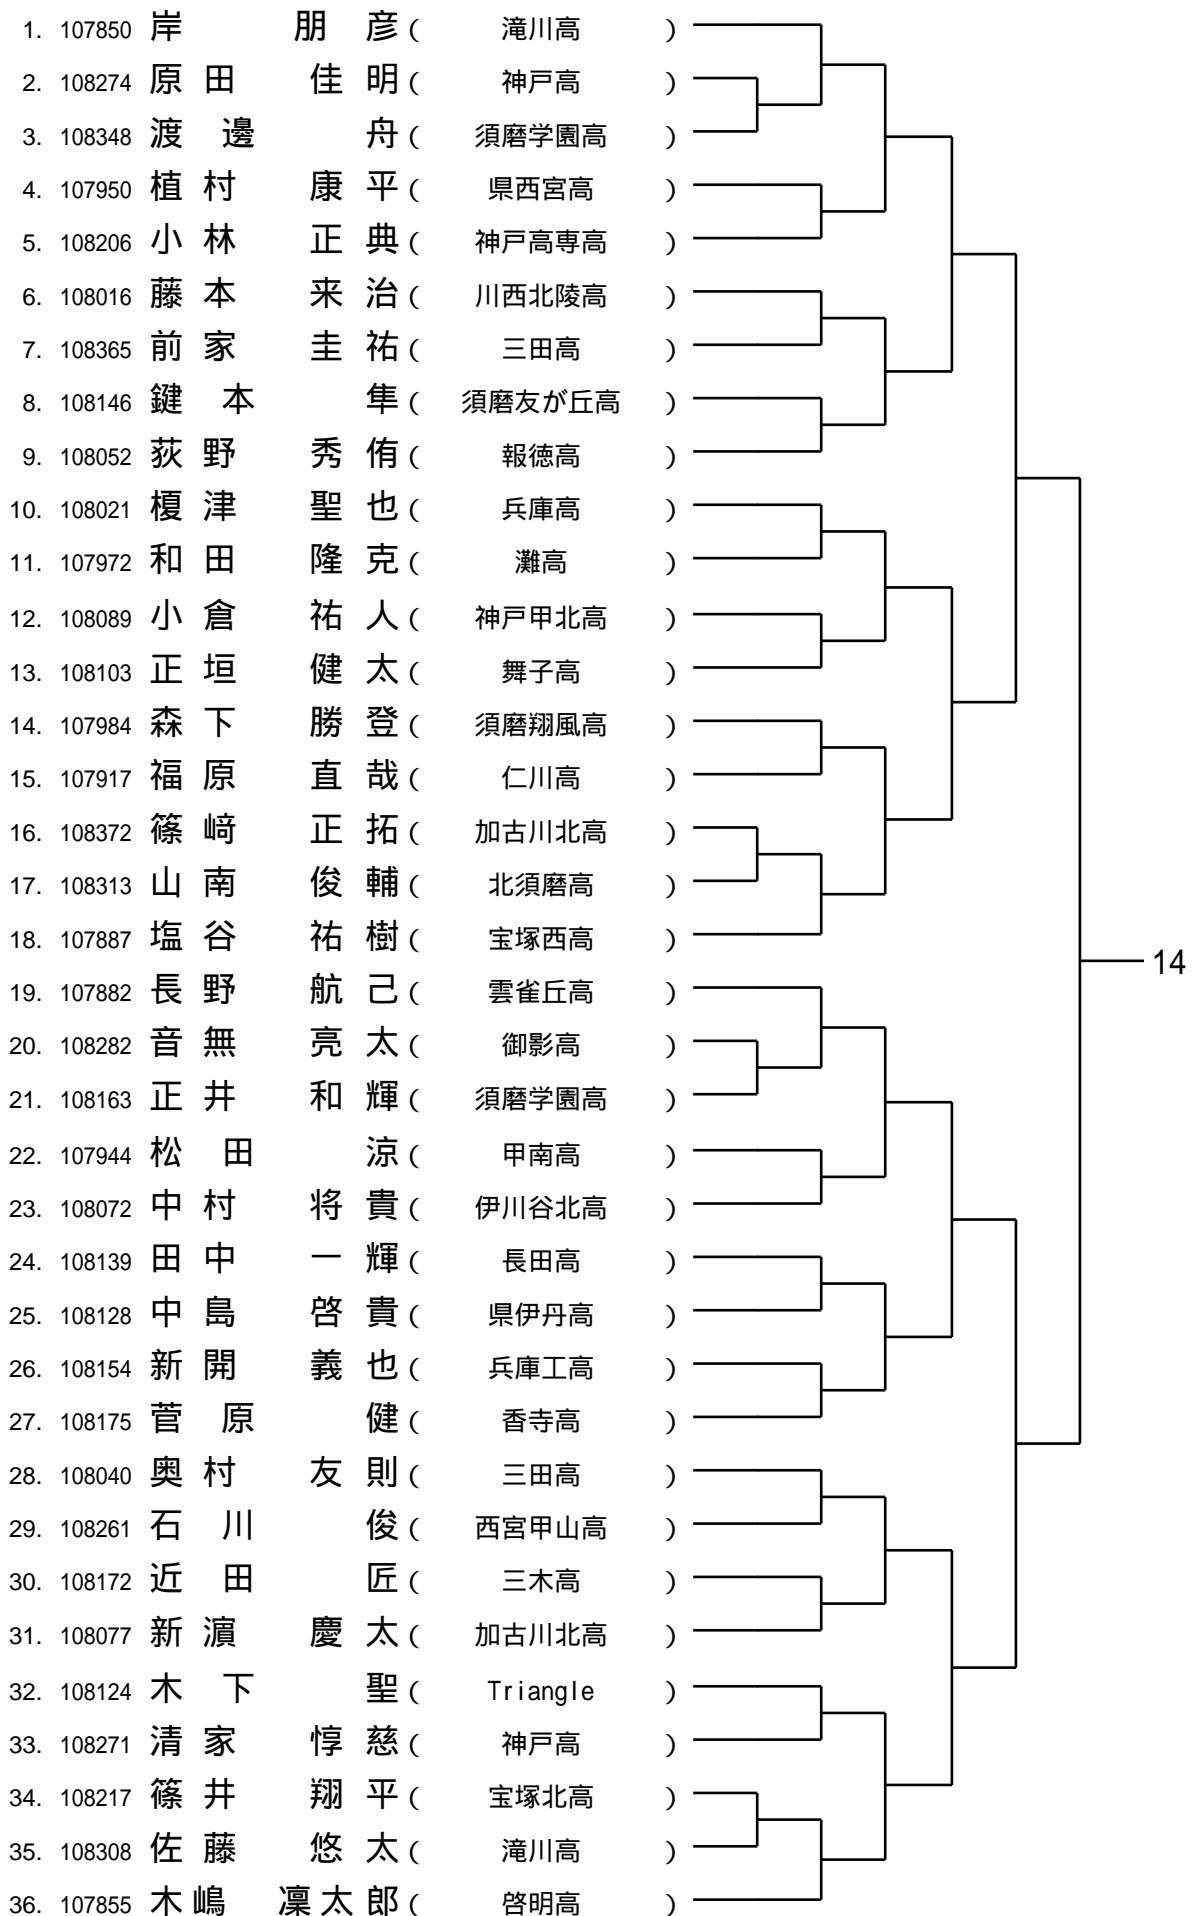 1. 107850 岸 朋彦 ( 滝川高 )
2. 108274 原田 佳明 ( 神戸高 )
3. 108348 渡邊 舟 ( 須磨学園高 )
4. 107950 植村 康平 ( 県西宮高 )
5. 108206 小林 正典 ( 神戸高専高 )
6. 108016 藤本 来治 ( 川西北陵高 )
7. 108365 前家 圭祐 ( 三田高 )
8. 108146 鍵本 隼 ( 須磨友が丘高 )
9. 108052 荻野 秀侑 ( 報徳高 )
10. 108021 榎津 聖也 ( 兵庫高 )
11. 107972 和田 隆克 ( 灘高 )
12. 108089 小倉 祐人 ( 神戸甲北高 )
13. 108103 正垣 健太 ( 舞子高 )
14. 107984 森下 勝登 ( 須磨翔風高 )
15. 107917 福原 直哉 ( 仁川高 )
16. 108372 篠﨑 正拓 ( 加古川北高 )
17. 108313 山南 俊輔 ( 北須磨高 )
18. 107887 塩谷 祐樹 ( 宝塚西高 )
14
19. 107882 長野 航己 ( 雲雀丘高 )
20. 108282 音無 亮太 ( 御影高 )
21. 108163 正井 和輝 ( 須磨学園高 )
22. 107944 松田 涼 ( 甲南高 )
23. 108072 中村 将貴 ( 伊川谷北高 )
24. 108139 田中 一輝 ( 長田高 )
25. 108128 中島 啓貴 ( 県伊丹高 )
26. 108154 新開 義也 ( 兵庫工高 )
27. 108175 菅原 健 ( 香寺高 )
28. 108040 奥村 友則 ( 三田高 )
29. 108261 石川 俊 ( 西宮甲山高 )
30. 108172 近田 匠 ( 三木高 )
31. 108077 新濵 慶太 ( 加古川北高 )
32. 108124 木下 聖 ( Triangle )
33. 108271 清家 惇慈 ( 神戸高 )
34. 108217 篠井 翔平 ( 宝塚北高 )
35. 108308 佐藤 悠太 ( 滝川高 )
36. 107855 木嶋 凜太郎 ( 啓明高 )